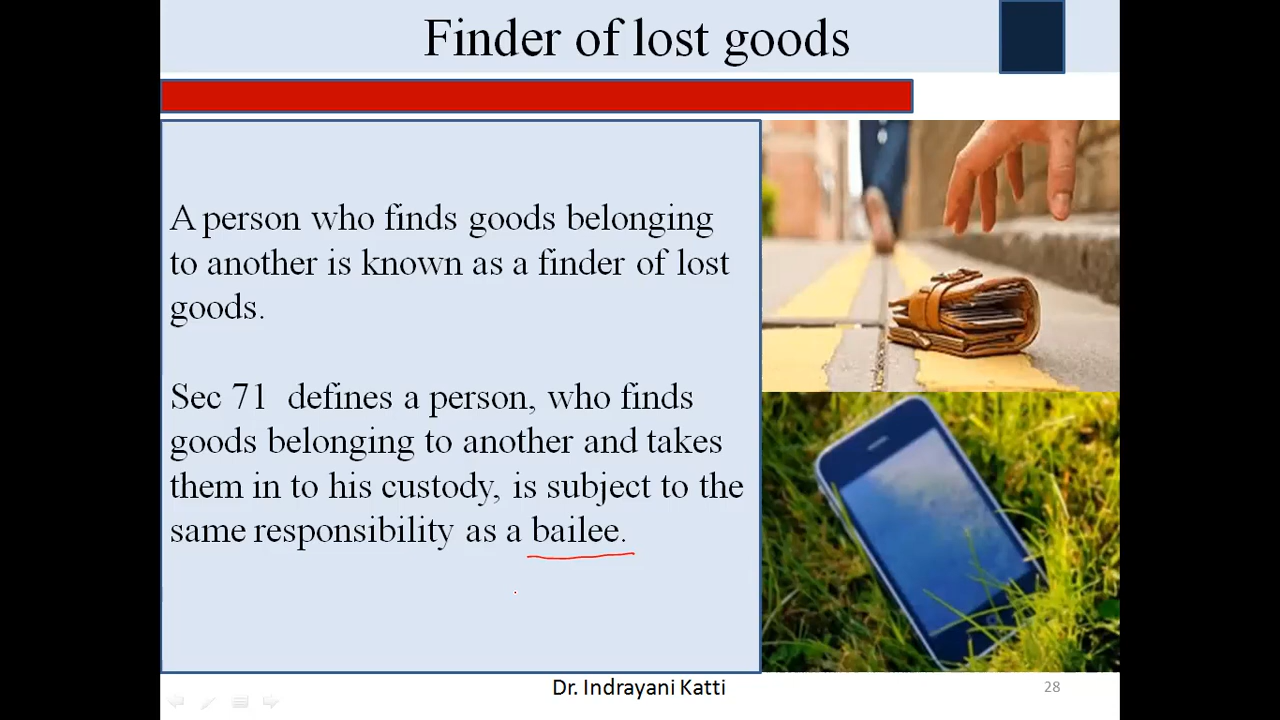 Finder of lost goods
A person who finds goods belonging
to another is known as a finder of lost
goods.
Sec 71 defines a person, who finds
goods belonging to another and takes
them in to his custody, is subject to the
same responsibility as a bailee.
Dr. Indrayani Katti
28